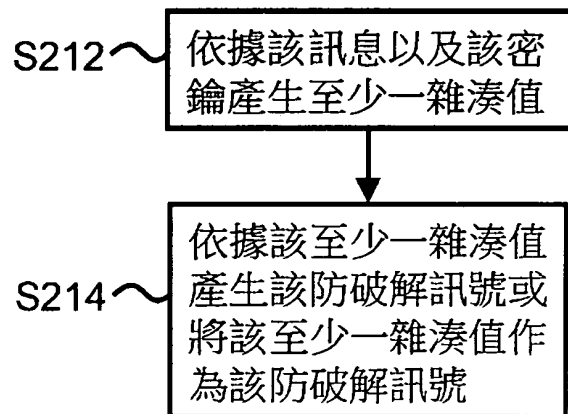 S212
依據該訊息以及該密
鑰產生至少一雜湊值
S214
依據該至少一雜湊值
產生該防破解訊號或
將該至少一雜湊值作
為該防破解訊號